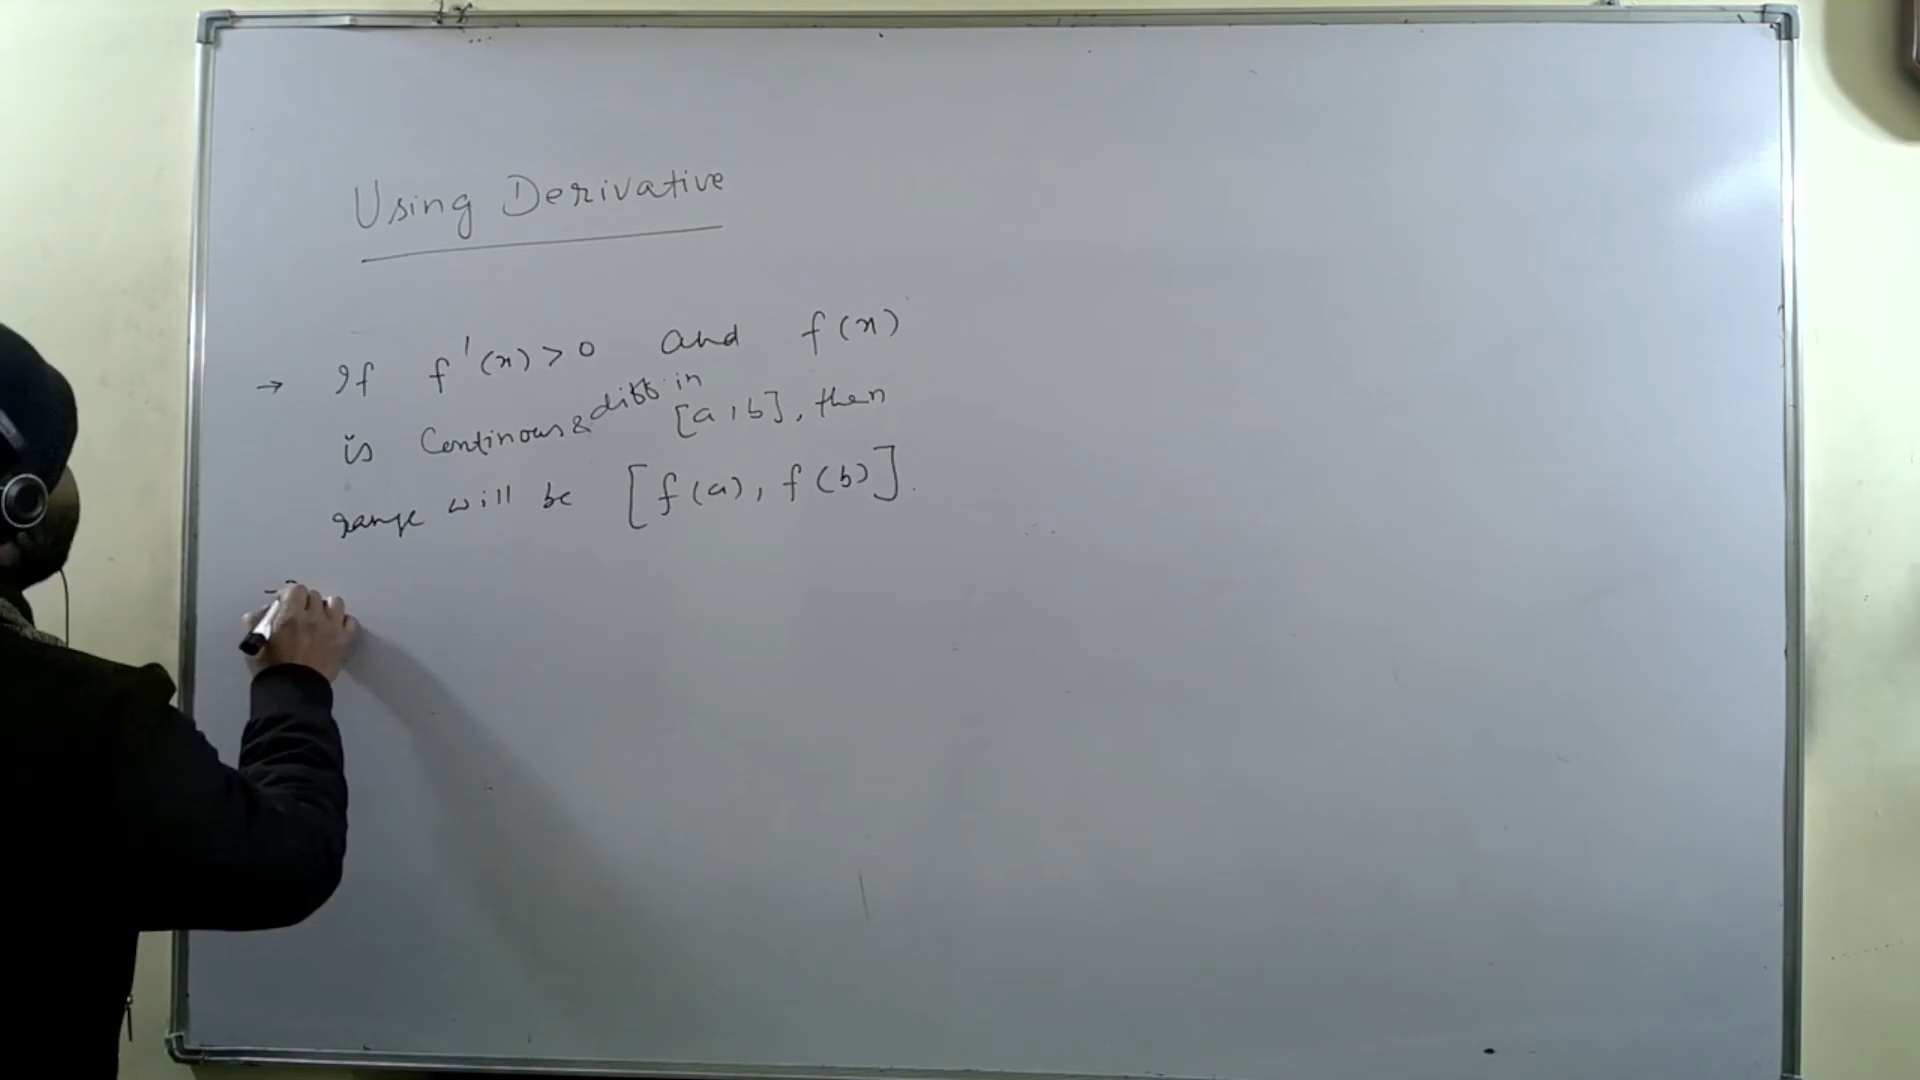 Using Derivative
→ If f'(x) > 0 and f(x)
is Continous & diff. in [a, b], then
range will be [f(a), f(b)].